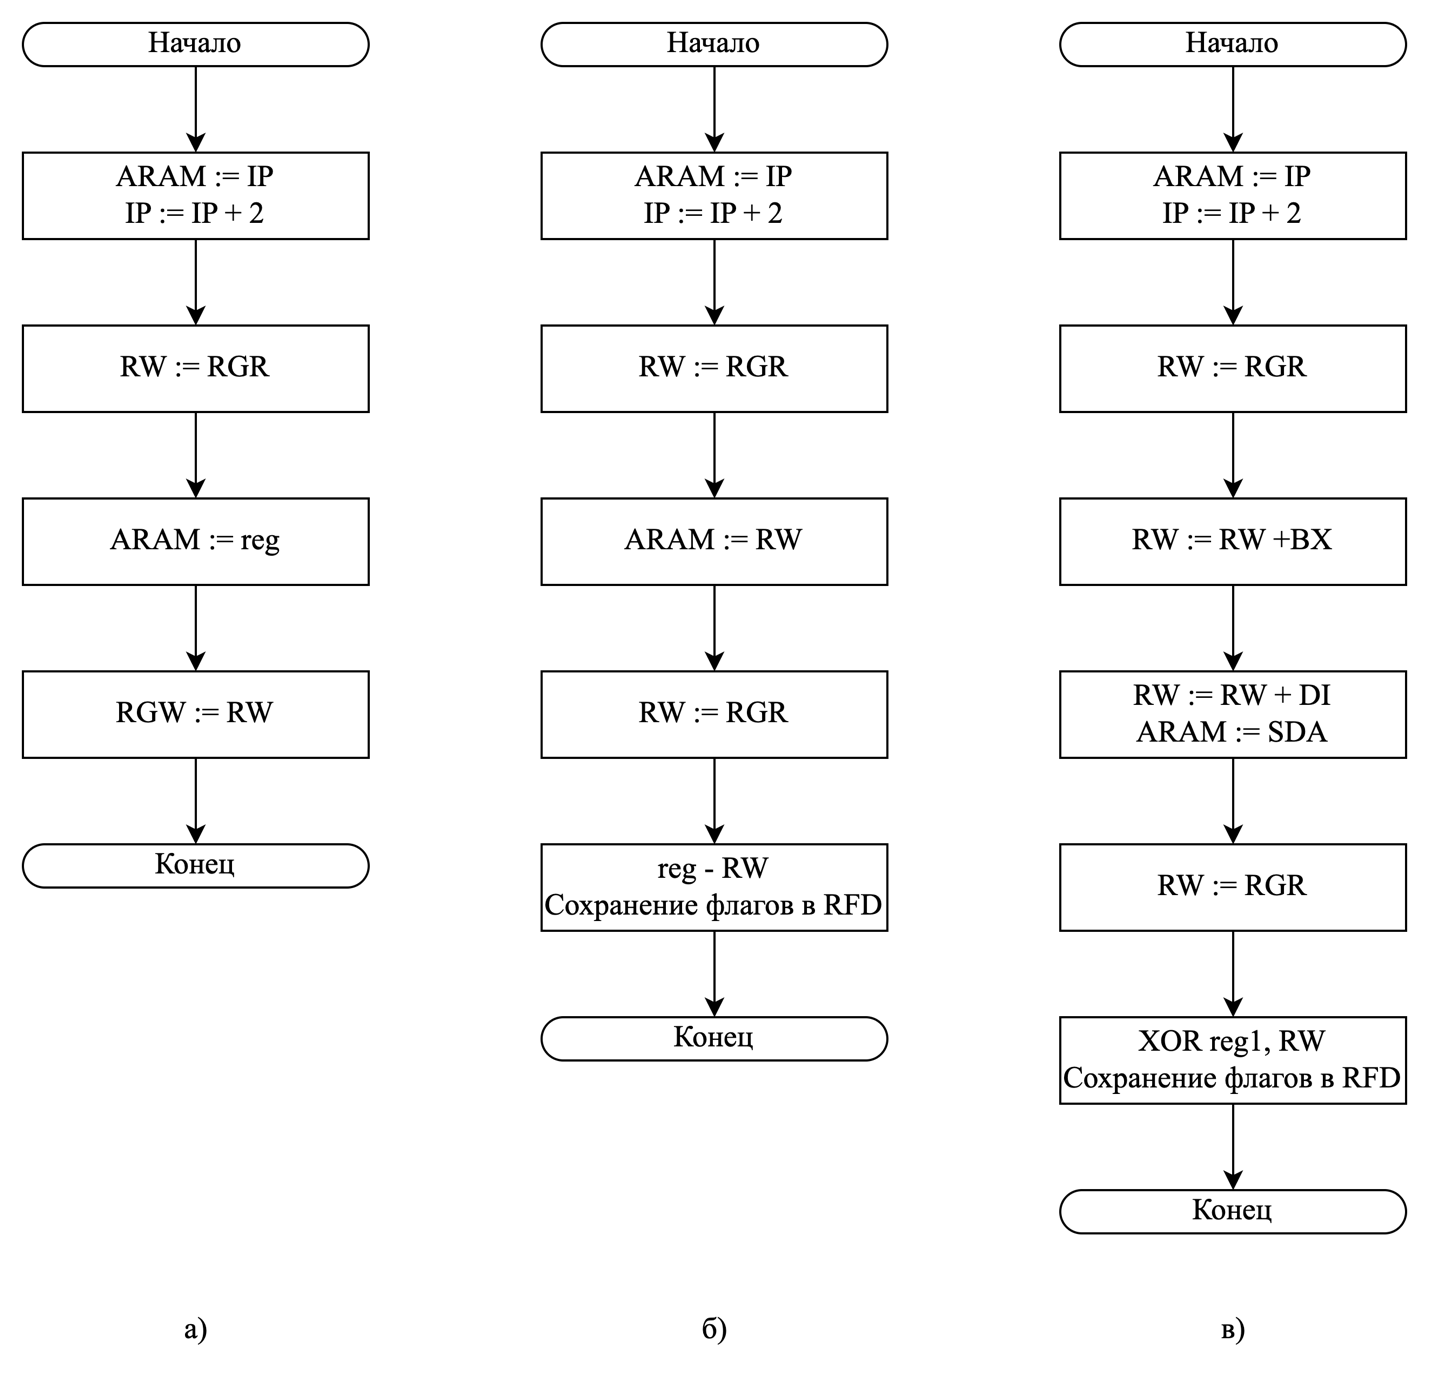 Начало
ARAM := IP
IP := IP + 2
RW := RGR
ARAM := reg
RGW := RW
Конец
а)
Начало
ARAM := IP
IP := IP + 2
RW := RGR
ARAM := RW
RW := RGR
reg - RW
Сохранение флагов в RFD
Конец
б)
Начало
ARAM := IP
IP := IP + 2
RW := RGR
RW := RW +BX
RW := RW + DI
ARAM := SDA
RW := RGR
XOR reg1, RW
Сохранение флагов в RFD
Конец
в)